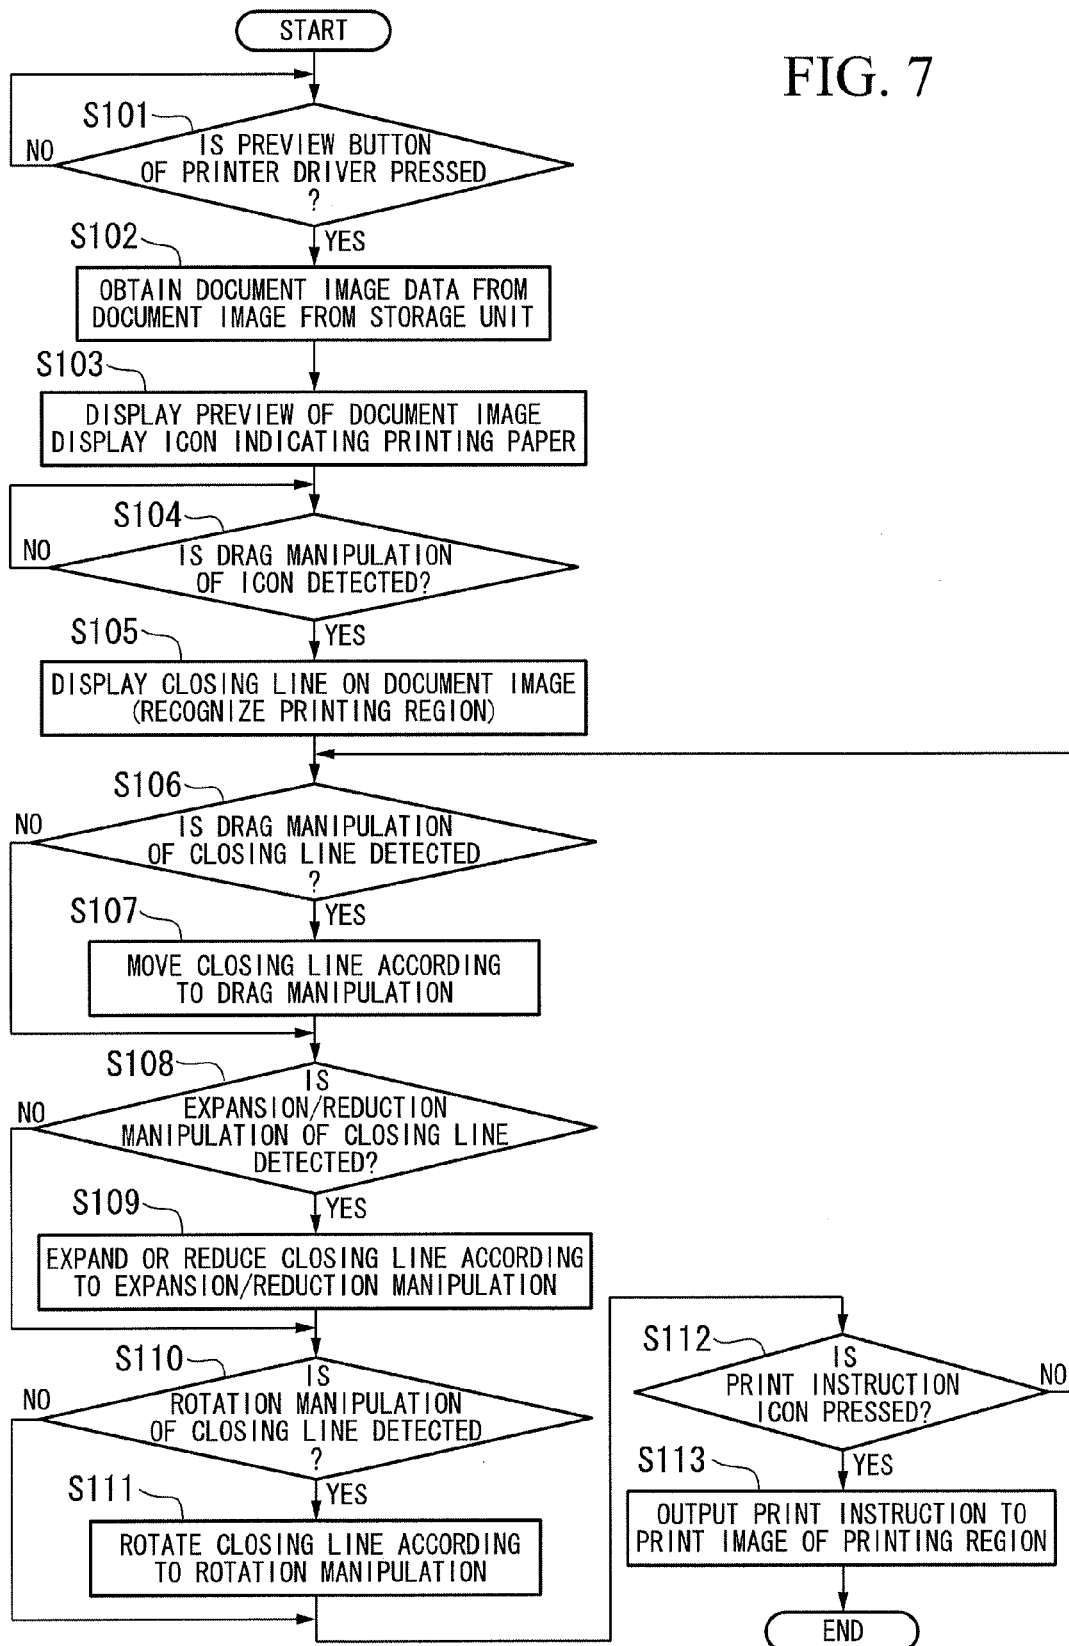 START
FIG. 7
S101
NO
IS PREVIEW BUTTON
OF PRINTER DRIVER PRESSED
?
YES
S102
OBTAIN DOCUMENT IMAGE DATA FROM
DOCUMENT IMAGE FROM STORAGE UNIT
S103
DISPLAY PREVIEW OF DOCUMENT IMAGE
DISPLAY ICON INDICATING PRINTING PAPER
S104
NO
IS DRAG MANIPULATION
OF ICON DETECTED?
YES
S105
DISPLAY CLOSING LINE ON DOCUMENT IMAGE
(RECOGNIZE PRINTING REGION)
S106
NO
IS DRAG MANIPULATION
OF CLOSING LINE DETECTED
?
YES
S107
MOVE CLOSING LINE ACCORDING
TO DRAG MANIPULATION
S108
NO
IS
EXPANSION/REDUCTION
MANIPULATION OF CLOSING LINE
DETECTED?
YES
S109
EXPAND OR REDUCE CLOSING LINE ACCORDING
TO EXPANSION/REDUCTION MANIPULATION
S110
NO
IS
ROTATION MANIPULATION
OF CLOSING LINE DETECTED
?
YES
S111
ROTATE CLOSING LINE ACCORDING
TO ROTATION MANIPULATION
S112
IS
PRINT INSTRUCTION
ICON PRESSED?
NO
YES
S113
OUTPUT PRINT INSTRUCTION TO
PRINT IMAGE OF PRINTING REGION
END